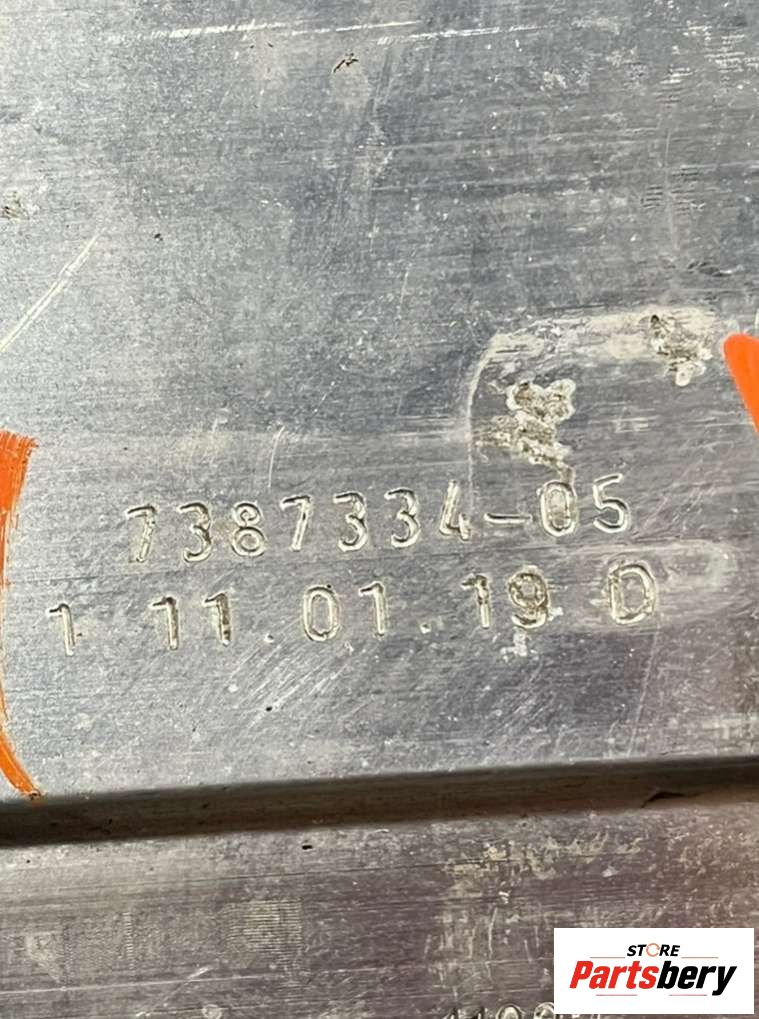 7387334-05
1 11.01.19 D
STORE
Partsbery